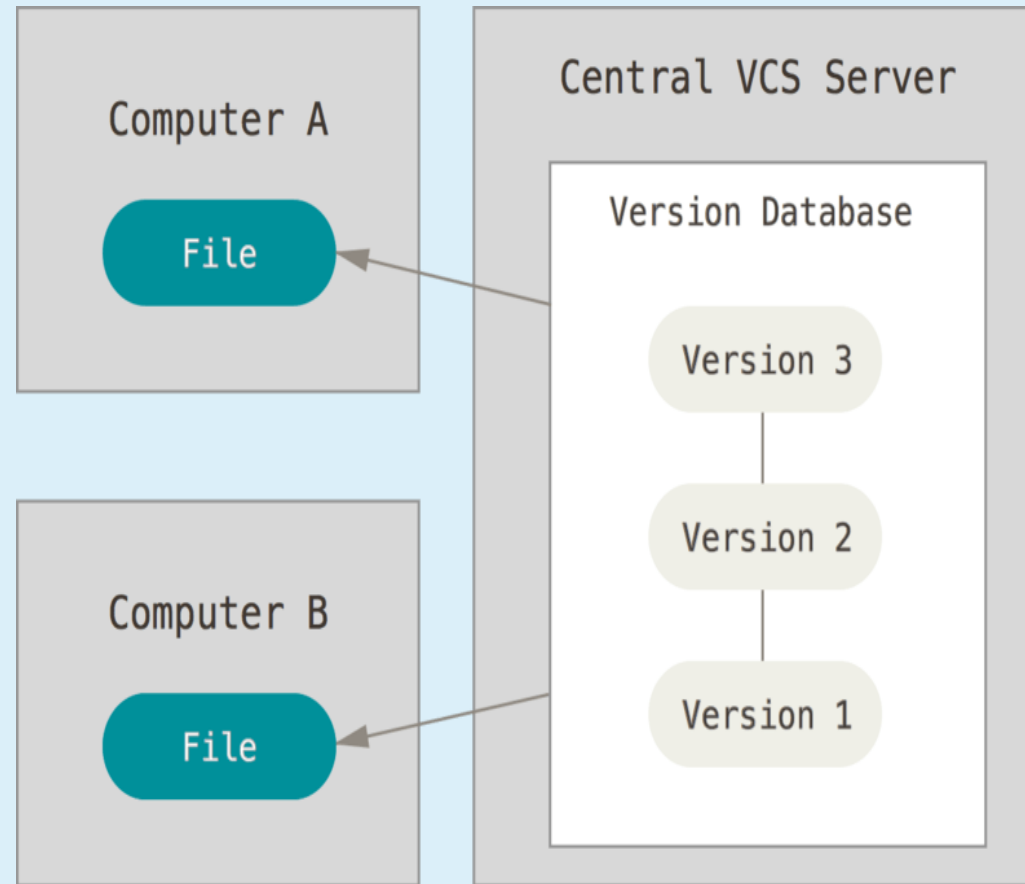 Computer A
File
Computer B
File
Central VCS Server
Version Database
Version 3
Version 2
Version 1